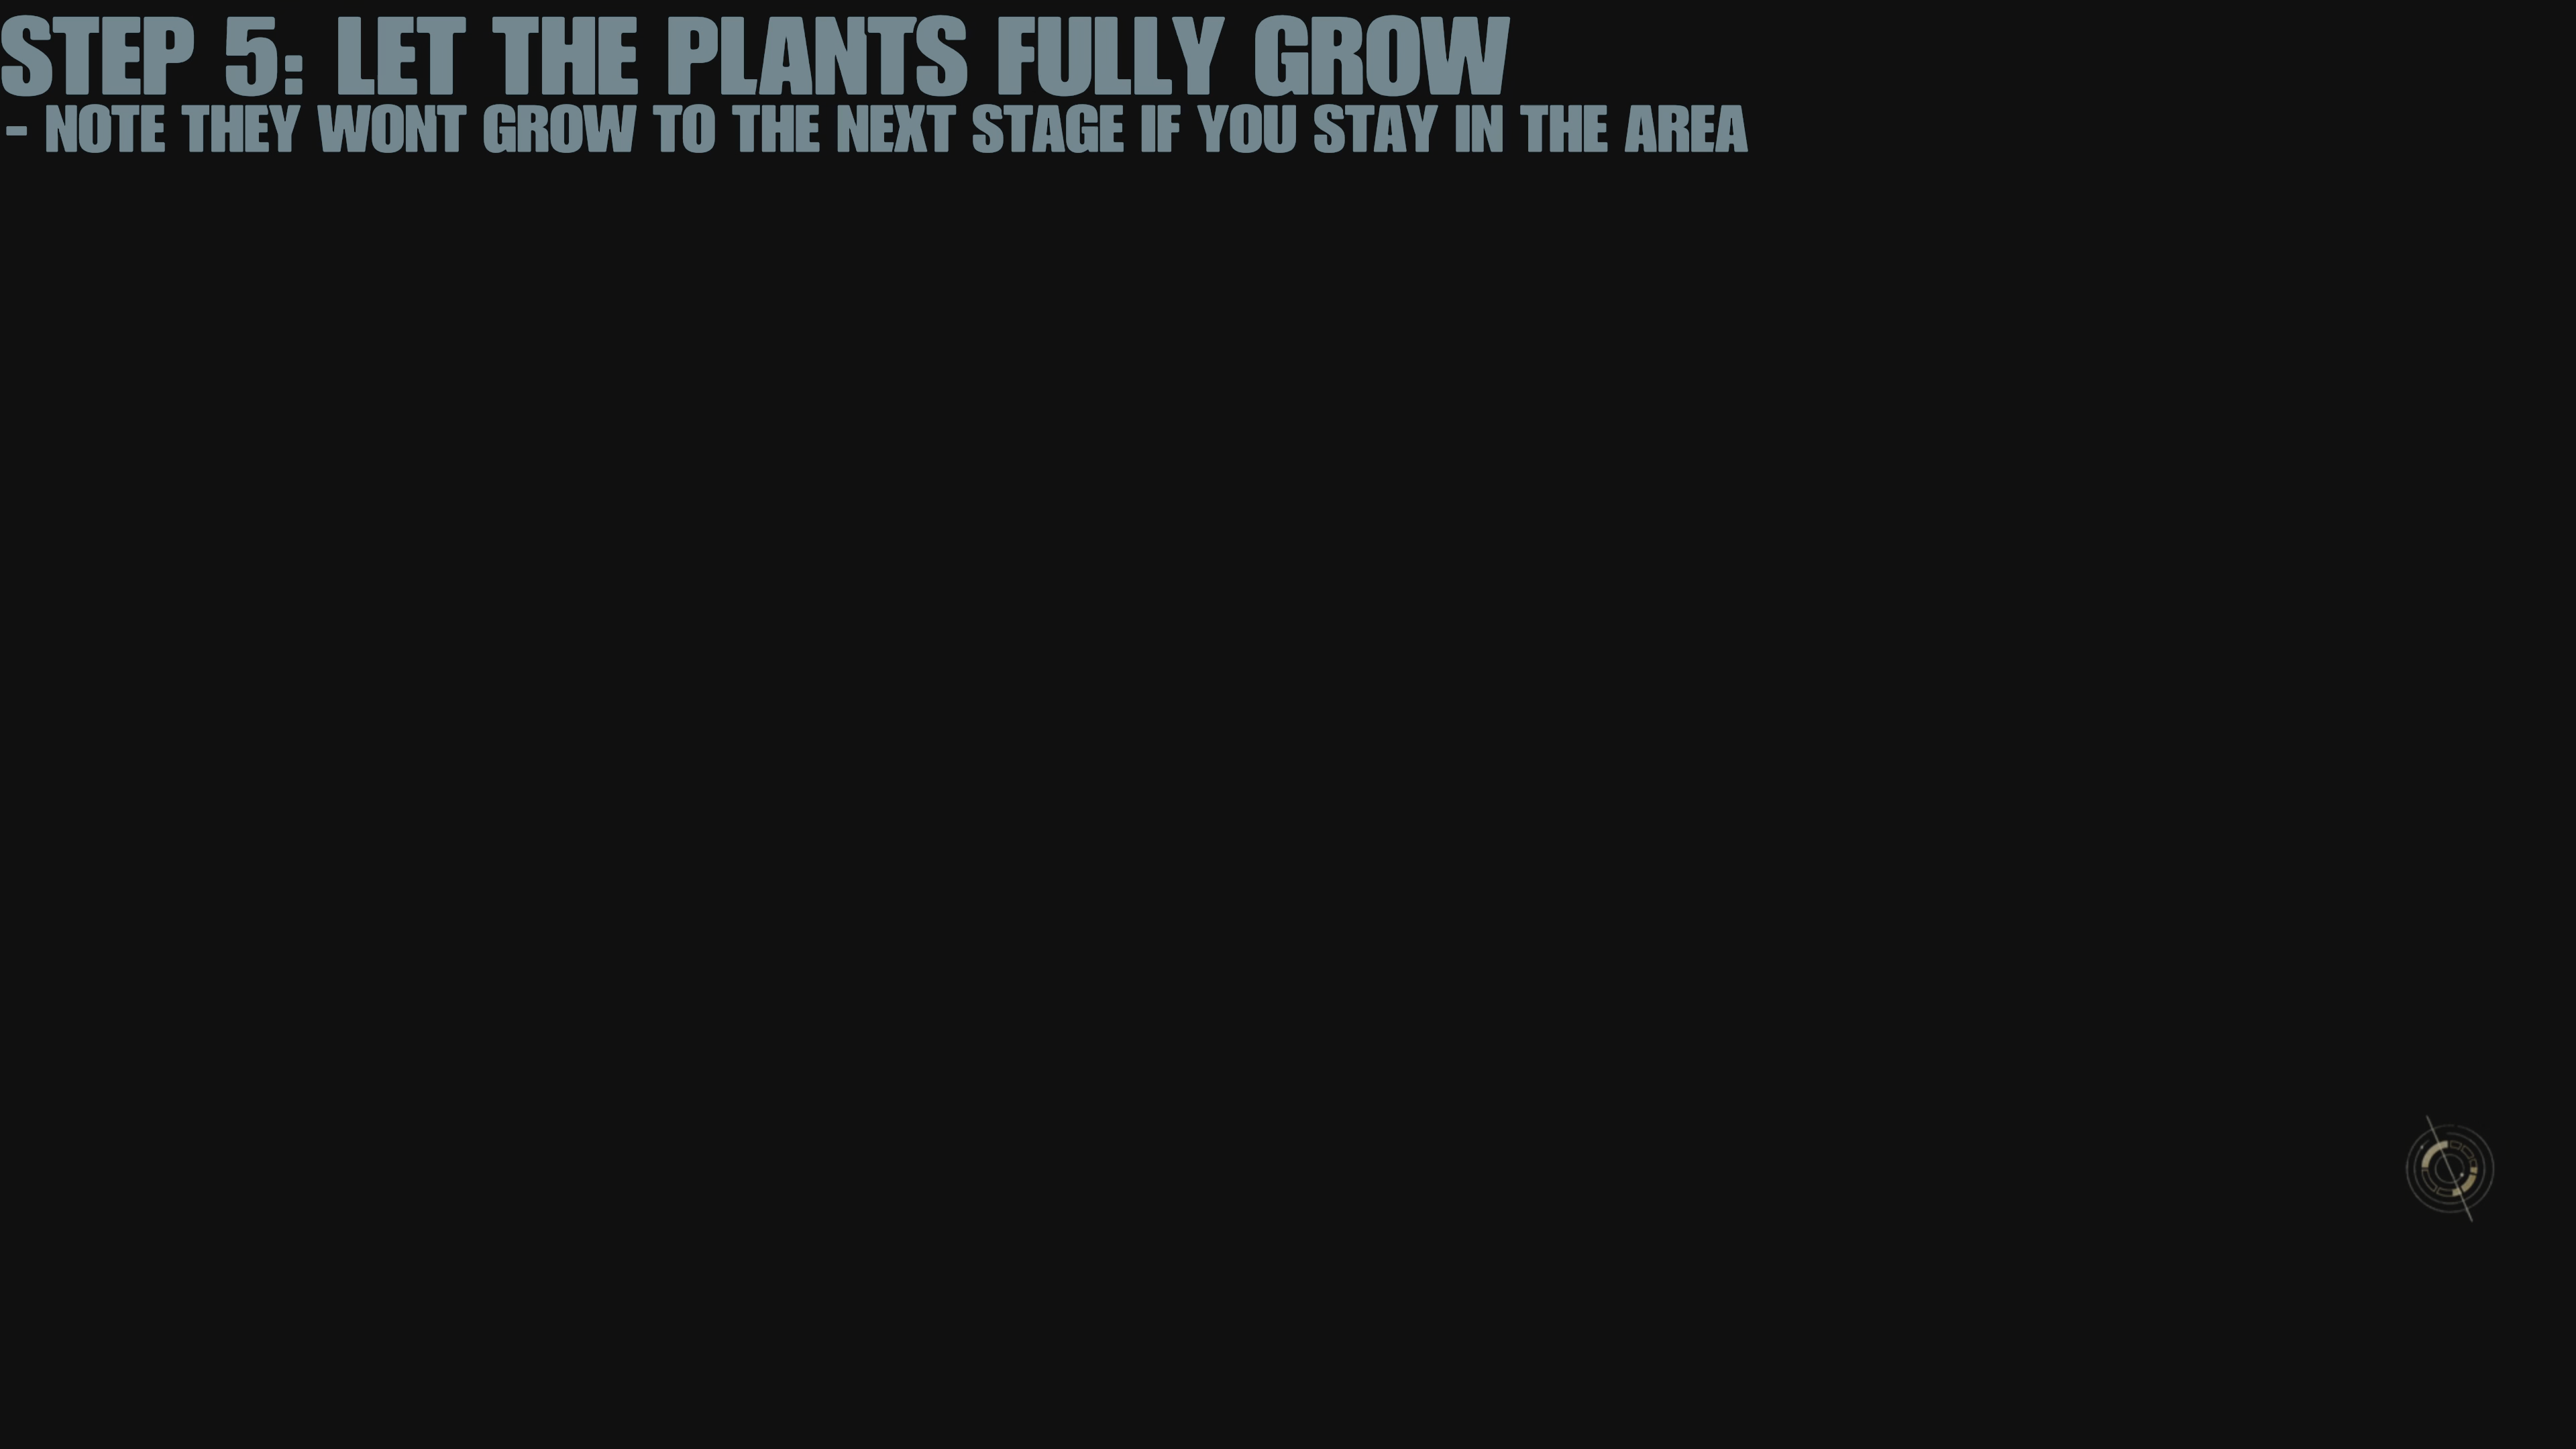 STEP 5: LET THE PLANTS FULLY GROW
- NOTE THEY WONT GROW TO THE NEXT STAGE IF YOU STAY IN THE AREA